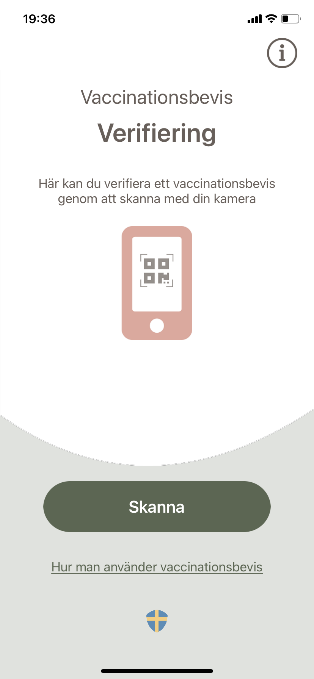 19:36
Vaccinationsbevis
Verifiering
Här kan du verifiera ett vaccinationsbevis
genom att skanna med din kamera
Skanna
Hur man använder vaccinationsbevis